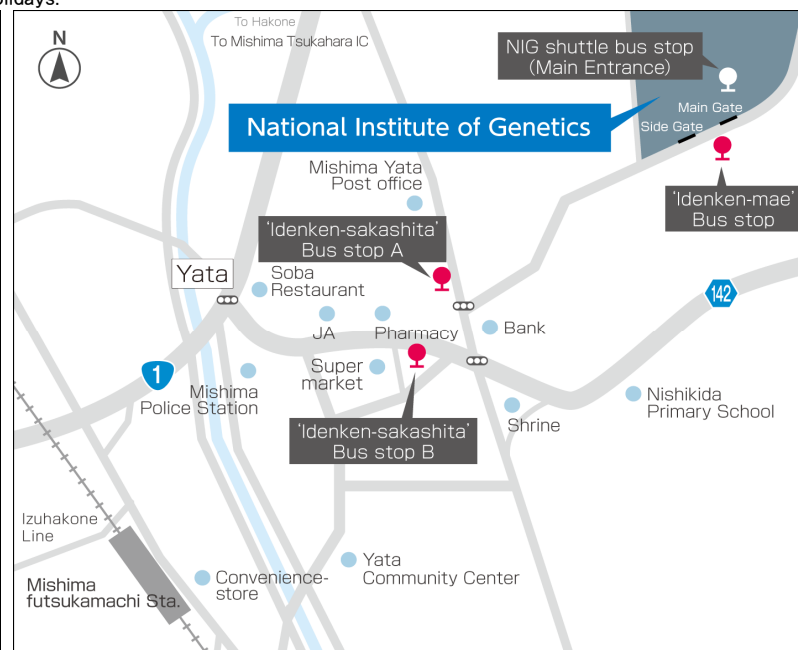 olidays.
N
To Hakone
To Mishima Tsukahara IC
NIG shuttle bus stop
(Main Entrance)
Main Gate
Side Gate
National Institute of Genetics
Mishima Yata
Post office
'Idenken-mae'
Bus stop
'Idenken-sakashita'
Bus stop A
Yata
Soba
Restaurant
142
JA
Pharmacy
Bank
1
Super
market
Mishima
Police Station
Nishikida
Primary School
Shrine
'Idenken-sakashita'
Bus stop B
Izuhakone
Line
Yata
Community Center
Convenience-
store
Mishima
futsukamachi Sta.